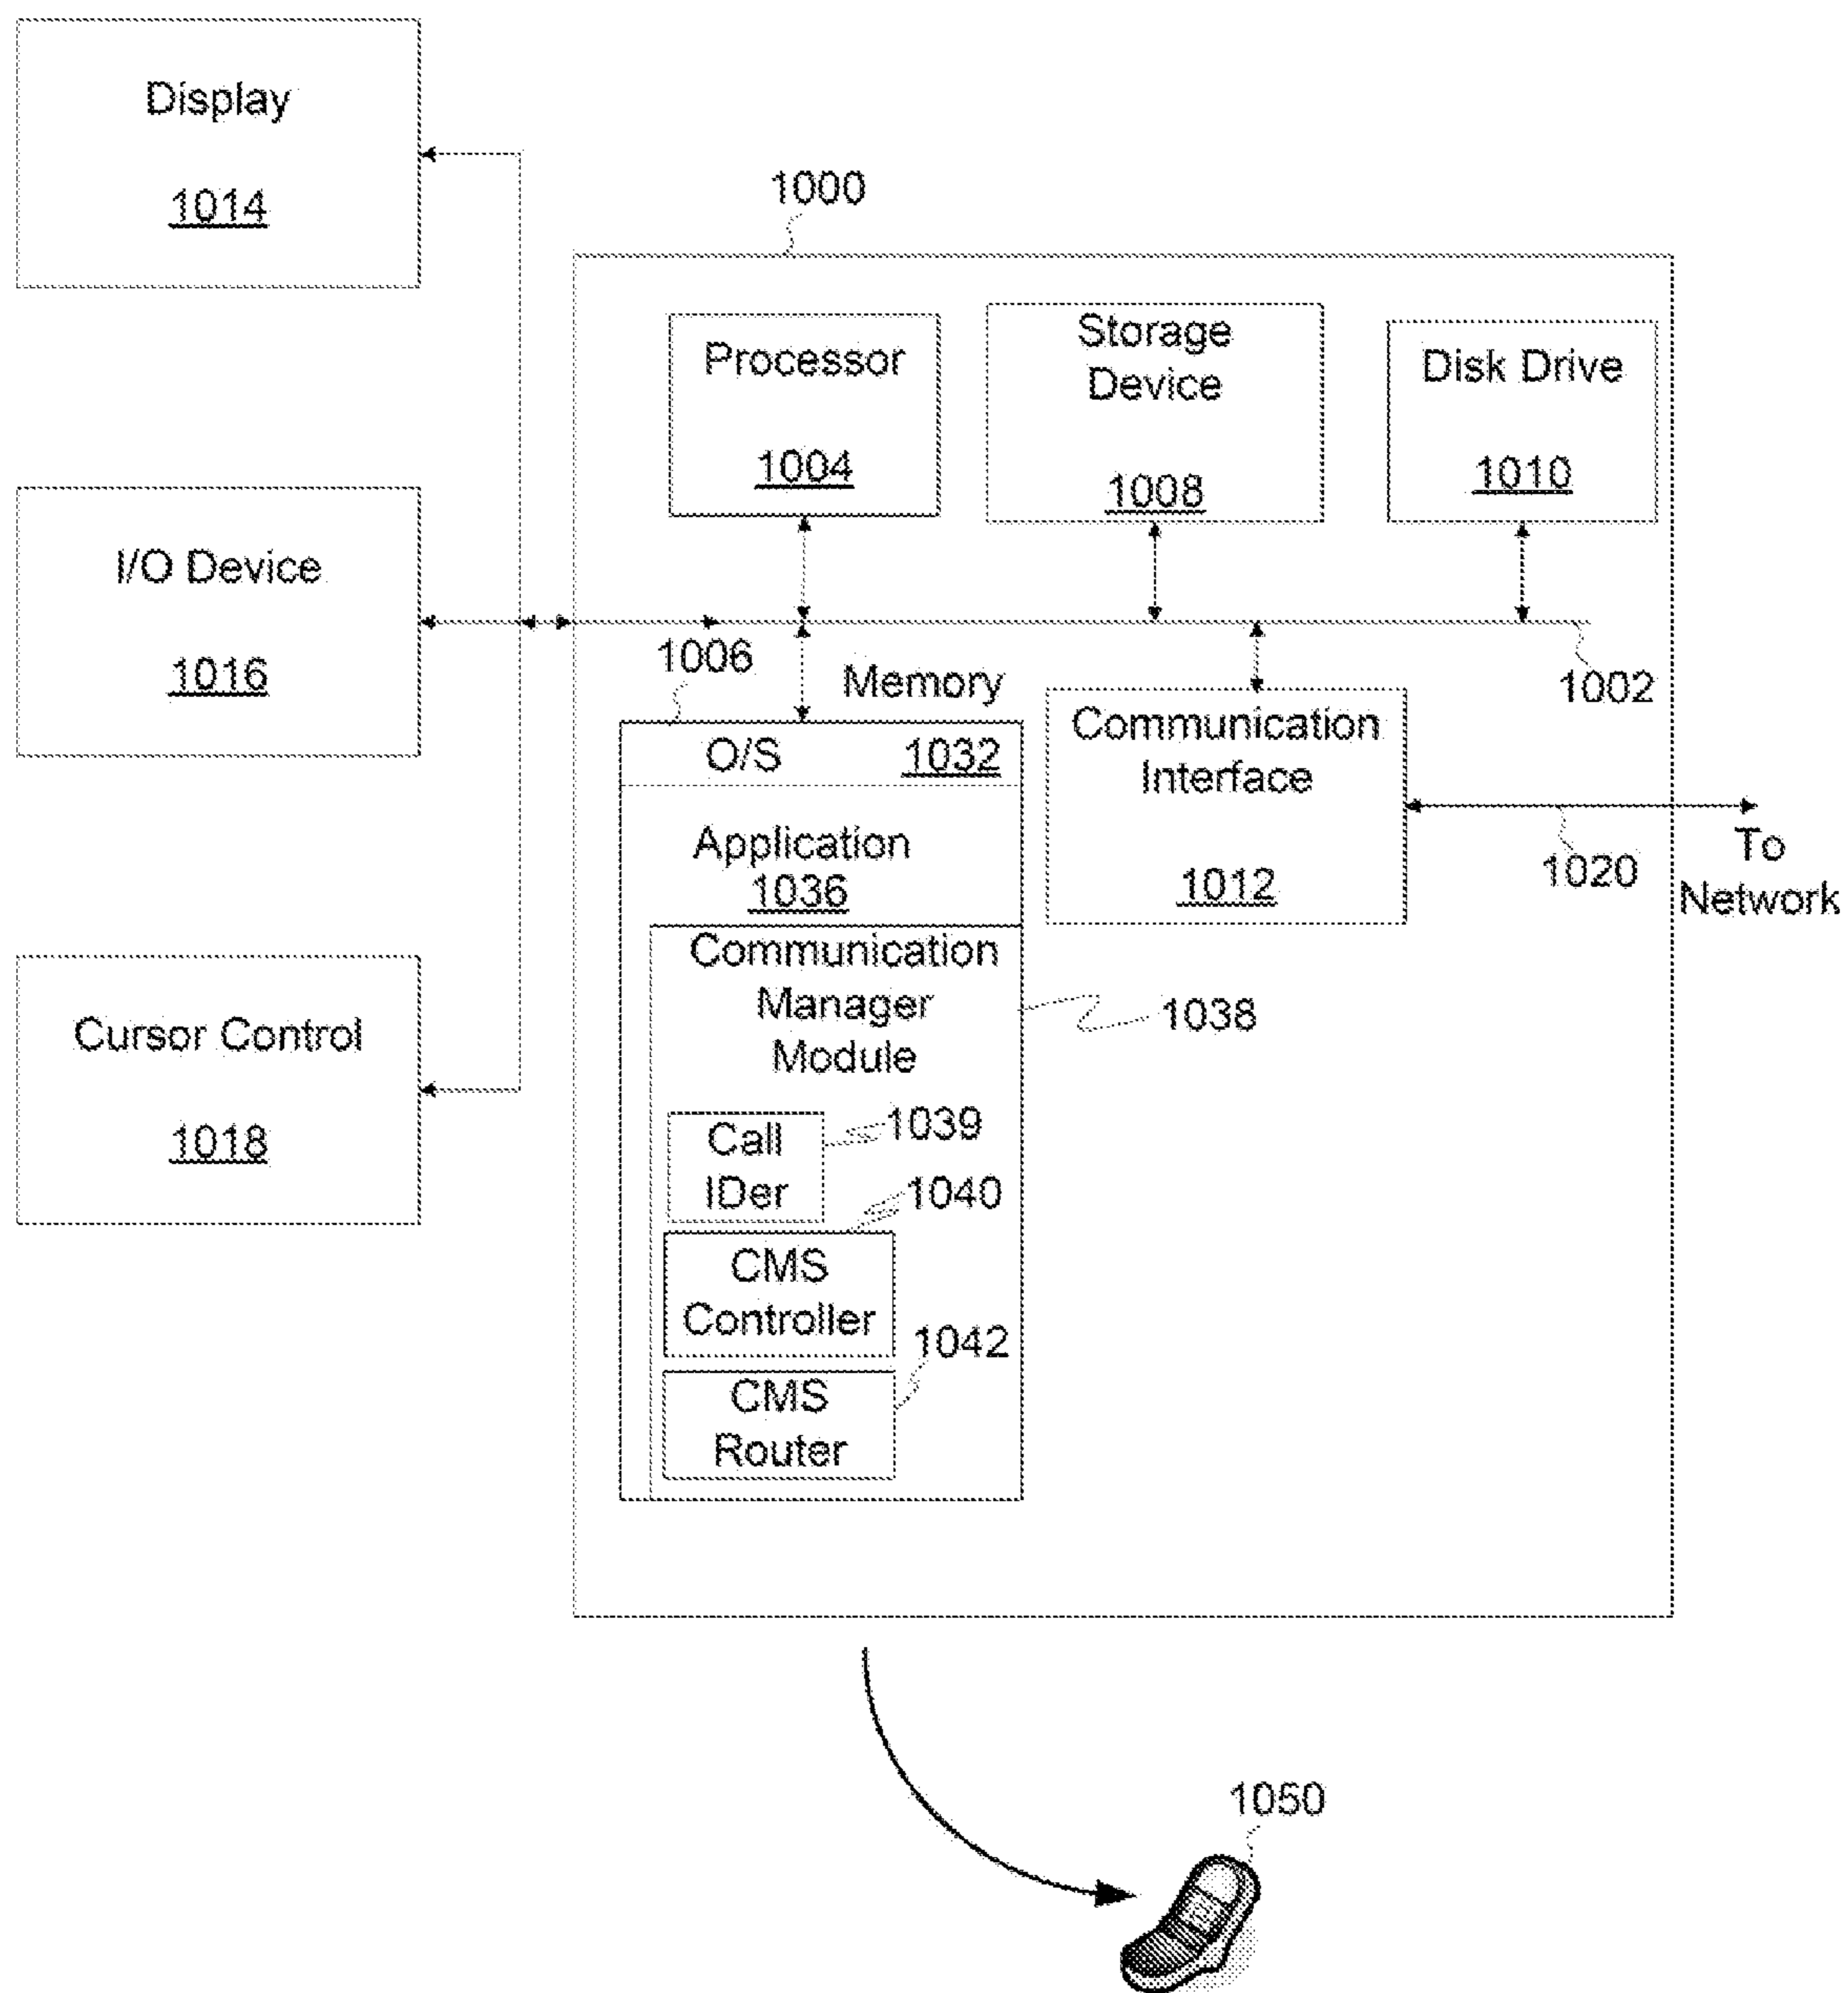 Display
1014
1000
Processor
1004
Storage
Device
1008
Disk Drive
1010
I/O Device
1016
1006
Memory
1002
O/S 1032
Application
1036
Communication
Interface
1012
1020
To
Network
Communication
Manager
Module
1038
Cursor Control
1018
Call
IDer
1039
1040
CMS
Controller
1042
CMS
Router
1050